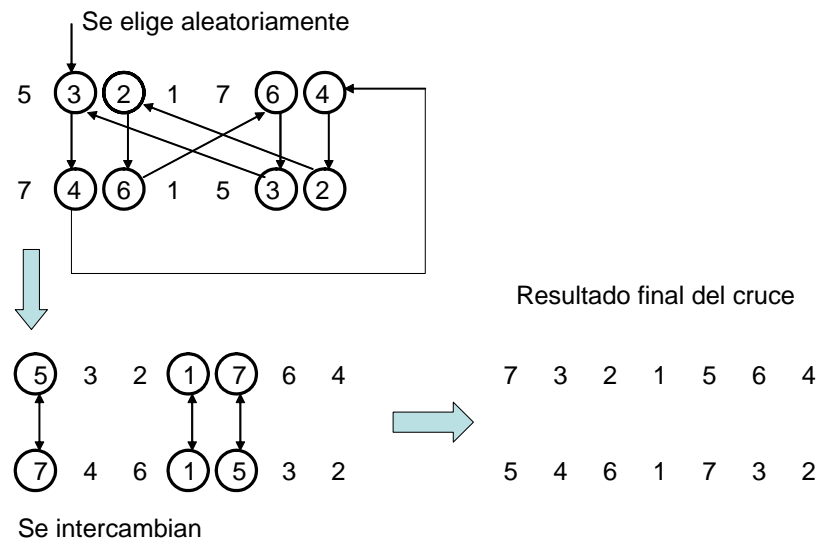 Se elige aleatoriamente
5 3 2 1 7 6 4
7 4 6 1 5 3 2
Resultado final del cruce
5 3 2 1 7 6 4
7 3 2 1 5 6 4
7 4 6 1 5 3 2
5 4 6 1 7 3 2
Se intercambian